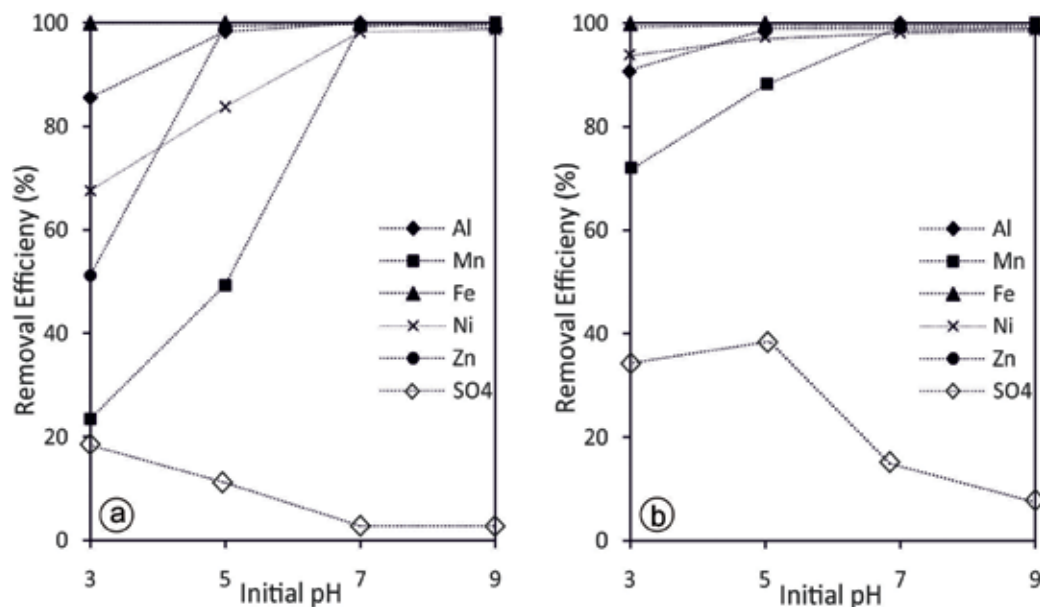 100
80
60
40
20
0
Removal Efficieny (%)
Al
Mn
Fe
Ni
Zn
SO4
a
3
5
7
9
Initial pH
100
80
60
40
20
0
Removal Efficieny (%)
Al
Mn
Fe
Ni
Zn
SO4
b
3
5
7
9
Initial pH